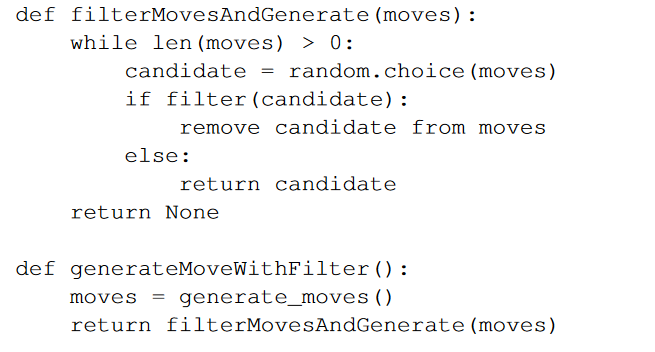 def filterMovesAndGenerate(moves):
    while len(moves) > 0:
        candidate = random.choice(moves)
        if filter(candidate):
            remove candidate from moves
        else:
            return candidate
    return None

def generateMoveWithFilter():
    moves = generate_moves()
    return filterMovesAndGenerate(moves)